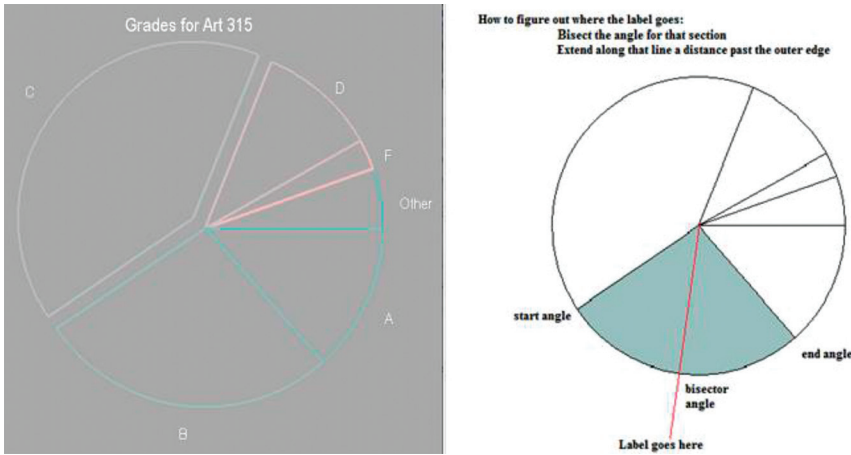 Grades for Art 315
C
D
F
Other
A
B
How to figure out where the label goes:
Bisect the angle for that section
Extend along that line a distance past the outer edge
start angle
end angle
bisector
angle
Label goes here